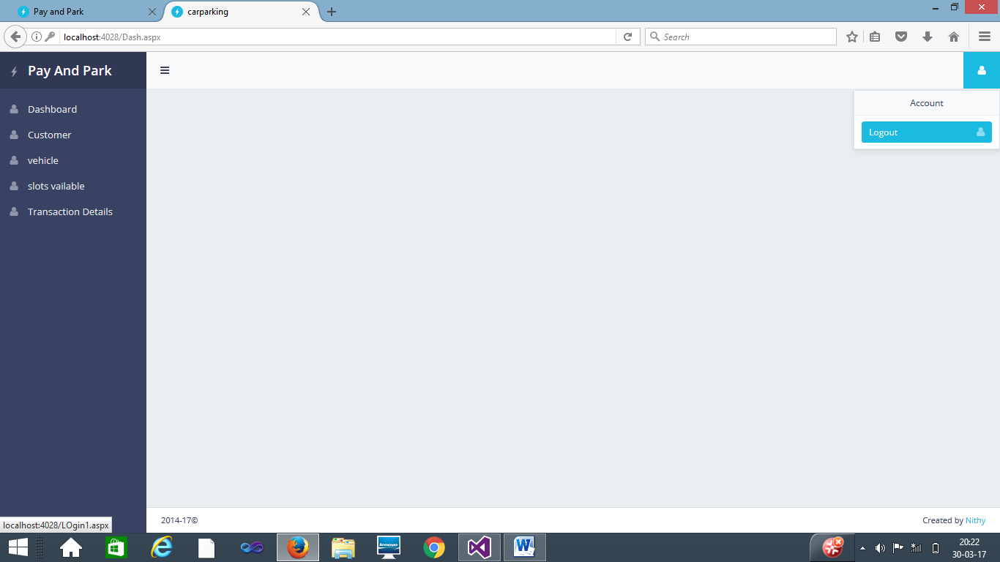 Pay and Park
carparking
localhost:4028/Dash.aspx
Search
Pay And Park
Account
Logout
Dashboard
Customer
vehicle
slots vailable
Transaction Details
2014-17©
Created by Nithy
localhost:4028/LOgin1.aspx
lenovo
20:22
30-03-17